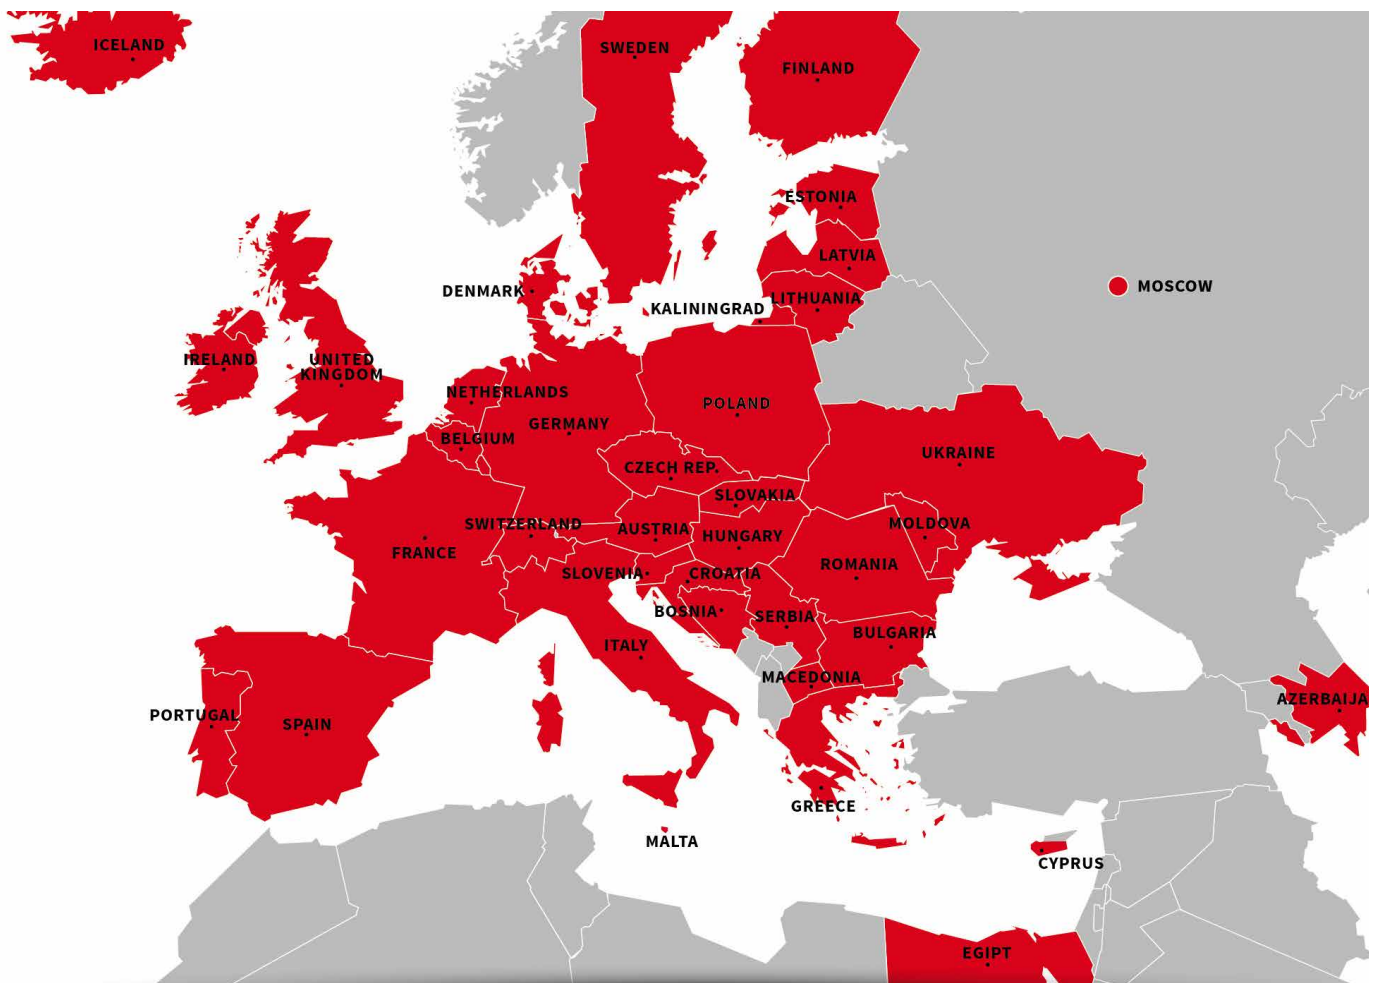 ICELAND
SWEDEN
FINLAND
ESTONIA
LATVIA
DENMARK
MOSCOW
LITHUANIA
KALININGRAD
IRELAND
UNITED
KINGDOM
NETHERLANDS
POLAND
GERMANY
BELGIUM
UKRAINE
CZECH REP.
SLOVAKIA
SWITZERLAND
AUSTRIA
MOLDOVA
HUNGARY
FRANCE
ROMANIA
SLOVENIA
CROATIA
BOSNIA
SERBIA
BULGARIA
ITALY
MACEDONIA
AZERBAIJA
PORTUGAL
SPAIN
GREECE
MALTA
CYPRUS
EGIPT